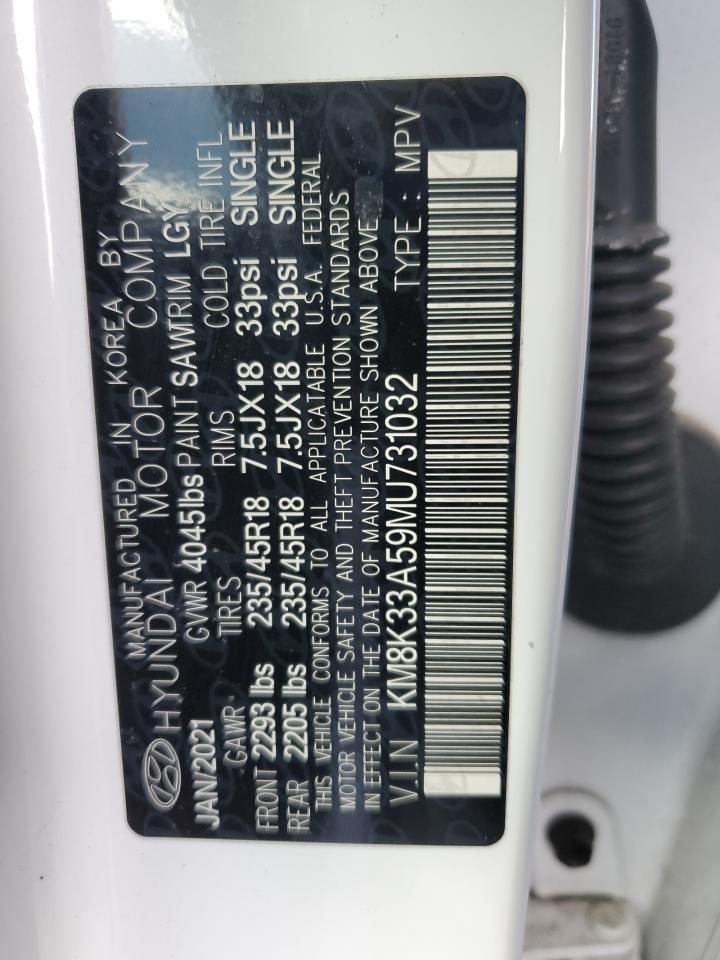 MANUFACTURED IN KOREA BY
HYUNDAI MOTOR COMPANY
GVWR 4045lbs PAINT SAW TRIM LGY
JAN/2021
GAWR TIRES RIMS COLD TIRE INFL
FRONT 2293 lbs 235/45R18 7.5JX18 33psi SINGLE
REAR 2205 lbs 235/45R18 7.5JX18 33psi SINGLE
THIS VEHICLE CONFORMS TO ALL APPLICATABLE U.S.A. FEDERAL
MOTOR VEHICLE SAFETY AND THEFT PREVENTION STANDARDS
IN EFFECT ON THE DATE OF MANUFACTURE SHOWN ABOVE
VIN KM8K33A59MU731032 TYPE: MPV